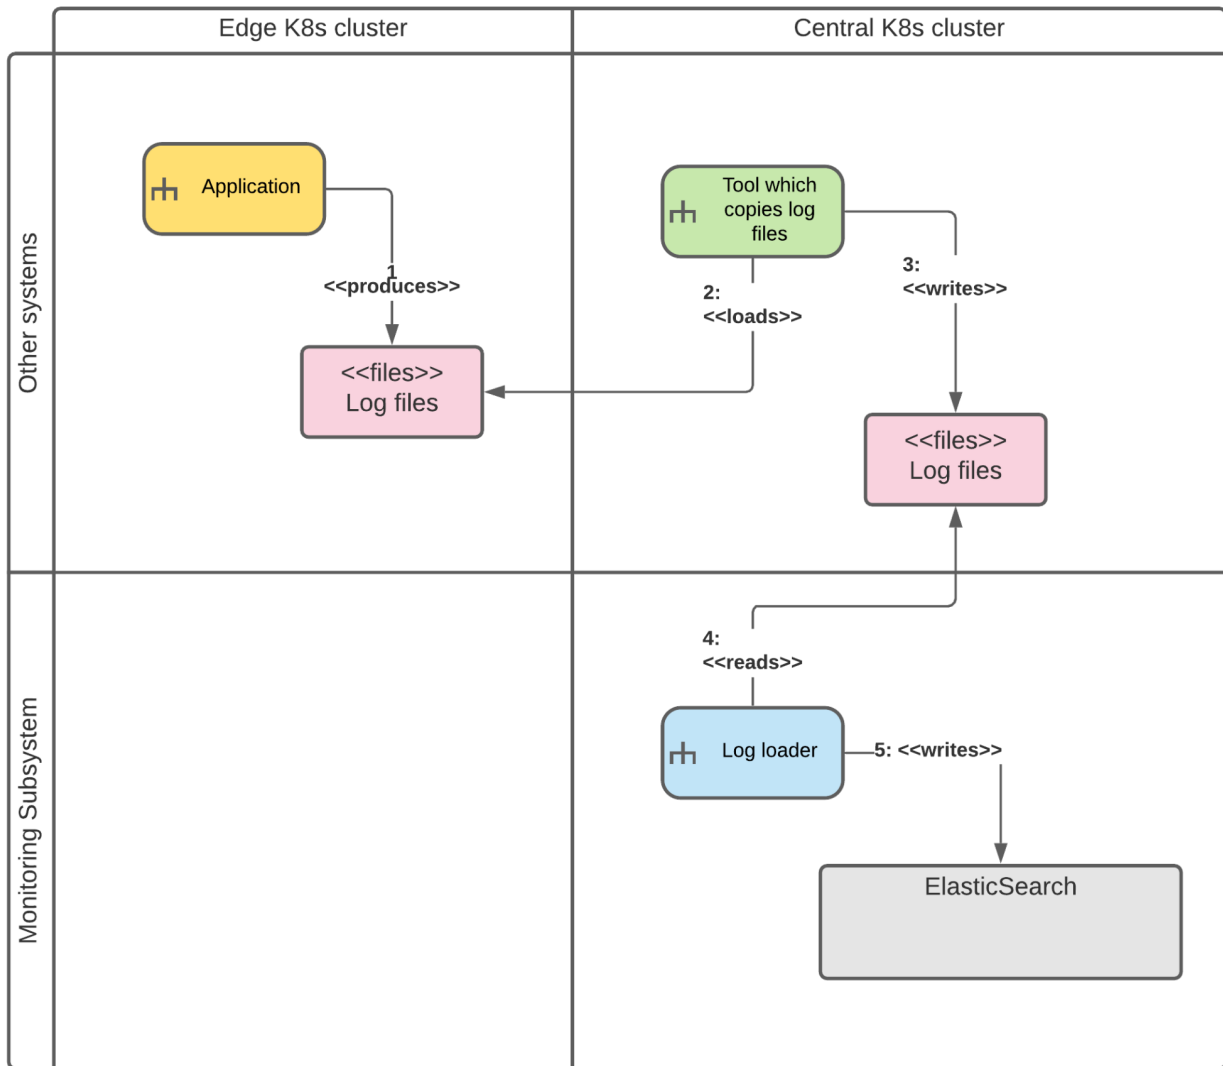 Edge K8s cluster
Central K8s cluster
Other systems
Application
1
<<produces>>
<<files>>
Log files
Tool which
copies log
files
2:
<<loads>>
3:
<<writes>>
<<files>>
Log files
Monitoring Subsystem
4:
<<reads>>
Log loader
5: <<writes>>
ElasticSearch